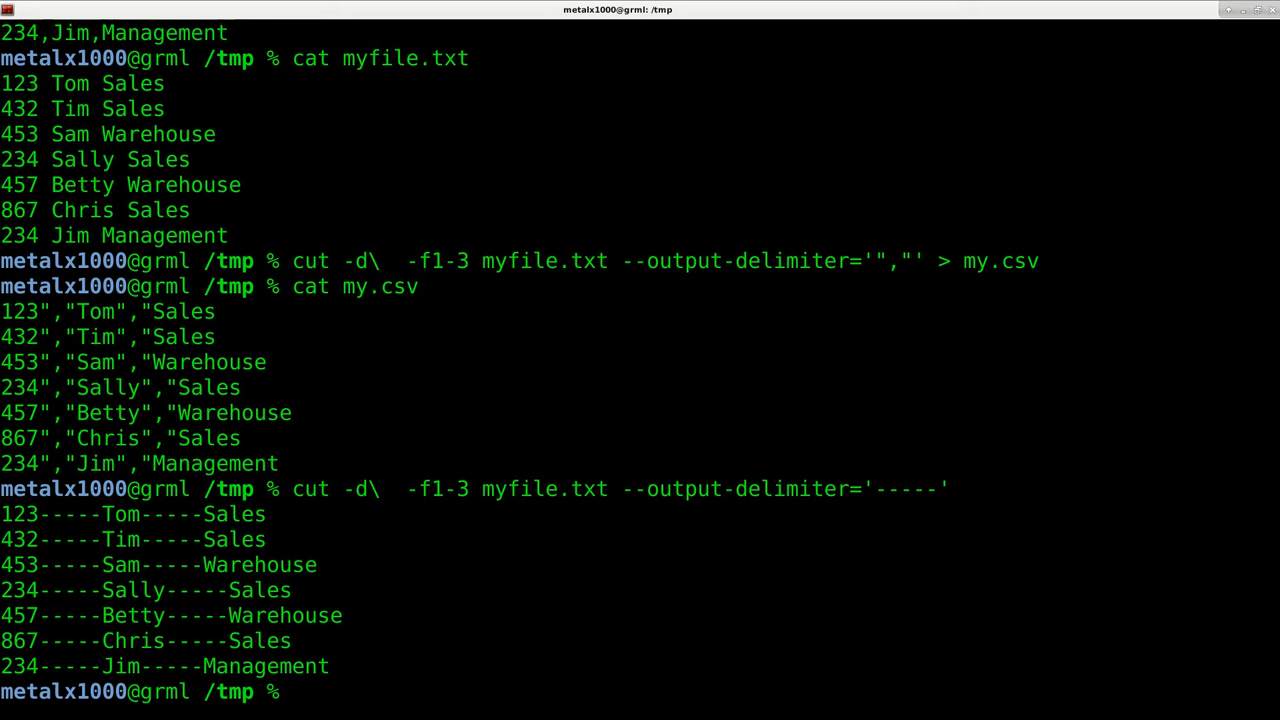 metalx1000@grml: /tmp
234,Jim,Management
metalx1000@grml /tmp % cat myfile.txt
123 Tom Sales
432 Tim Sales
453 Sam Warehouse
234 Sally Sales
457 Betty Warehouse
867 Chris Sales
234 Jim Management
metalx1000@grml /tmp % cut -d\  -f1-3 myfile.txt --output-delimiter='","' > my.csv
metalx1000@grml /tmp % cat my.csv
123","Tom","Sales
432","Tim","Sales
453","Sam","Warehouse
234","Sally","Sales
457","Betty","Warehouse
867","Chris","Sales
234","Jim","Management
metalx1000@grml /tmp % cut -d\  -f1-3 myfile.txt --output-delimiter='-----'
123-----Tom-----Sales
432-----Tim-----Sales
453-----Sam-----Warehouse
234-----Sally-----Sales
457-----Betty-----Warehouse
867-----Chris-----Sales
234-----Jim-----Management
metalx1000@grml /tmp %